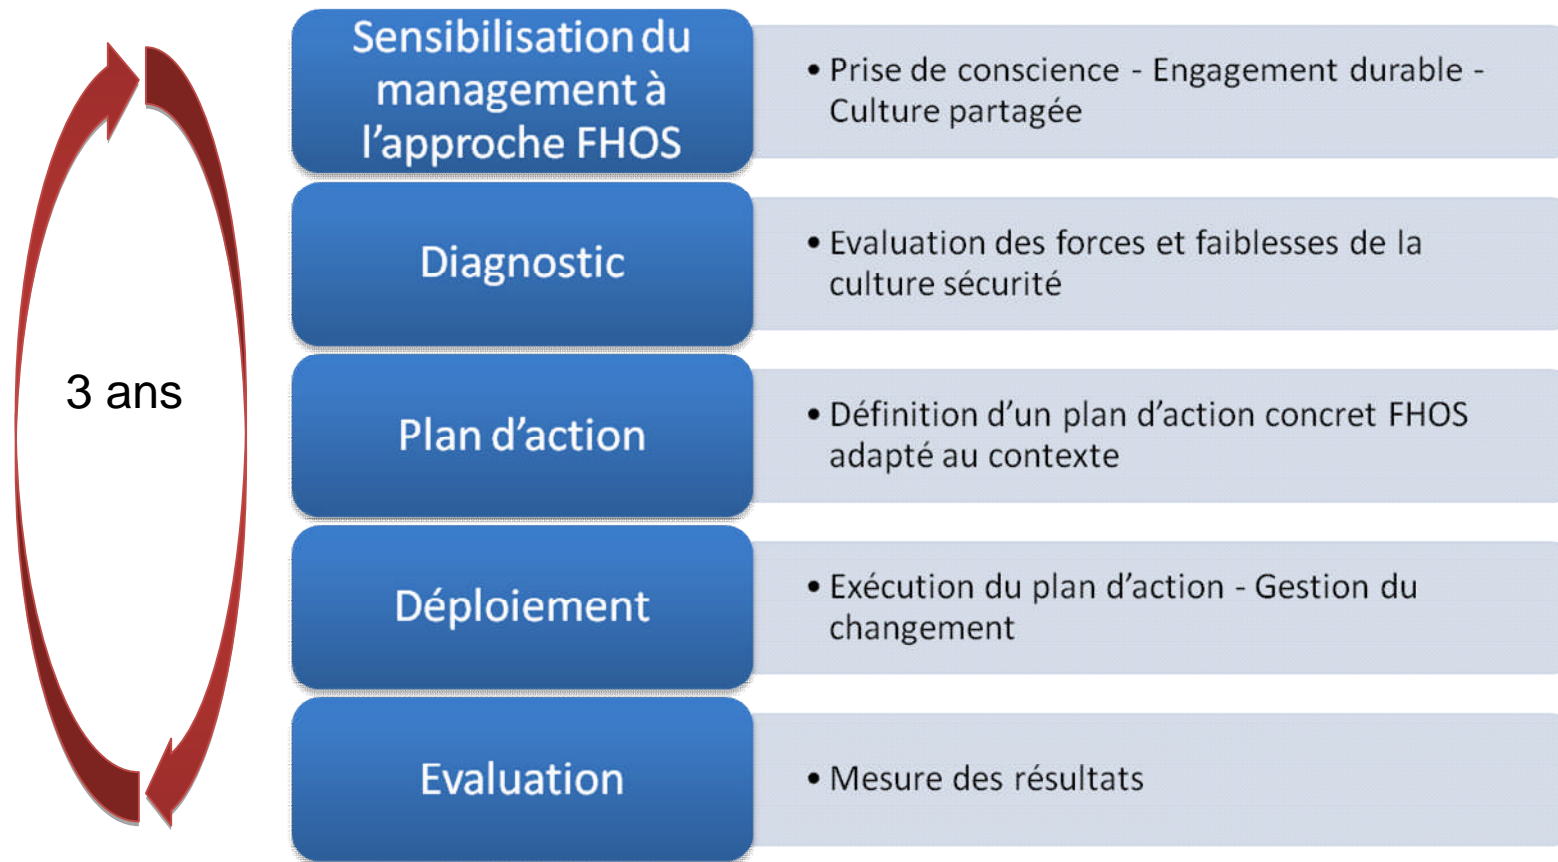 Sensibilisation du
management à
l’approche FHOS
• Prise de conscience - Engagement durable -
Culture partagée
Diagnostic
• Evaluation des forces et faiblesses de la
culture sécurité
3 ans
Plan d’action
• Définition d’un plan d’action concret FHOS
adapté au contexte
Déploiement
• Exécution du plan d’action - Gestion du
changement
Evaluation
• Mesure des résultats